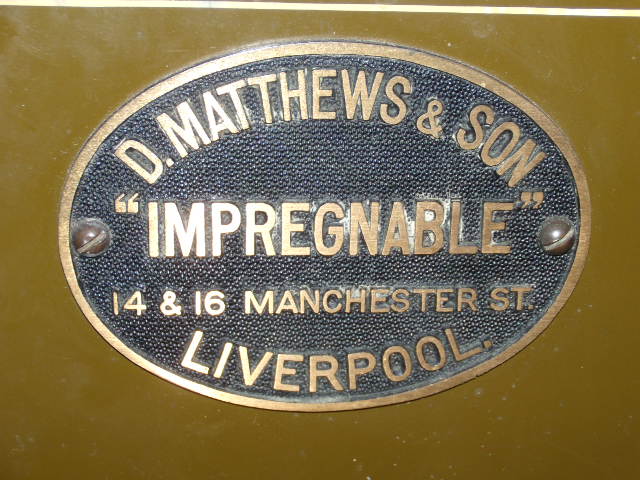 D. MATTHEWS & SON
"IMPREGNABLE"
14 & 16 MANCHESTER ST.
LIVERPOOL.